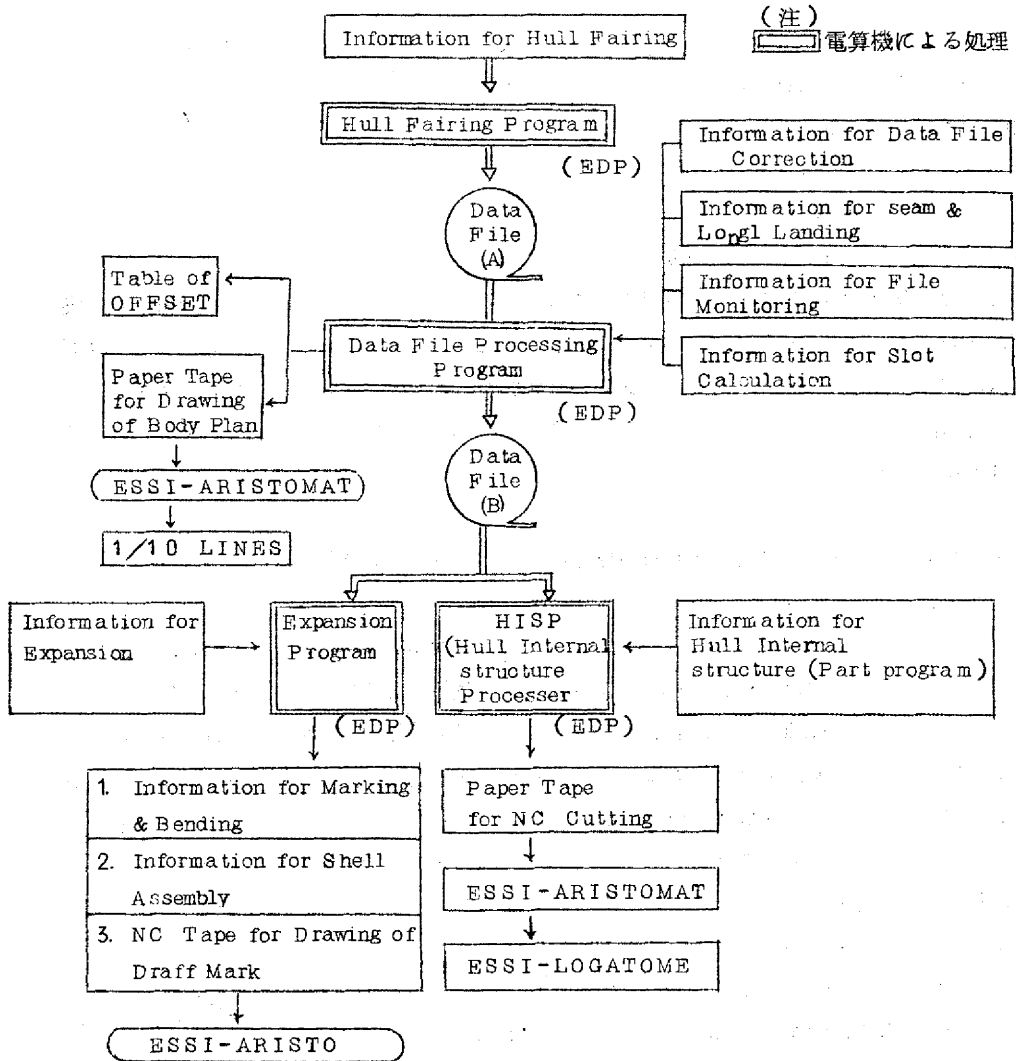 (注)
電算機による処理
Information for Hull Fairing
Hull Fairing Program
(EDP)
Data
File
(A)
Information for Data File
Correction
Information for seam &
Longl Landing
Information for File
Monitoring
Information for Slot
Calculation
Table of
OFFSET
Data File Processing
Program
(EDP)
Paper Tape
for Drawing
of Body Plan
ESSI-ARISTOMAT
1/10 LINES
Data
File
(B)
Information for
Expansion
Expansion
Program
(EDP)
HISP
(Hull Internal
structure
Processer
(EDP)
Information for
Hull Internal
structure (Part program)
1. Information for Marking
& Bending
2. Information for Shell
Assembly
3. NC Tape for Drawing of
Draff Mark
ESSI-ARISTO
Paper Tape
for NC Cutting
ESSI-ARISTOMAT
ESSI-LOGATOME